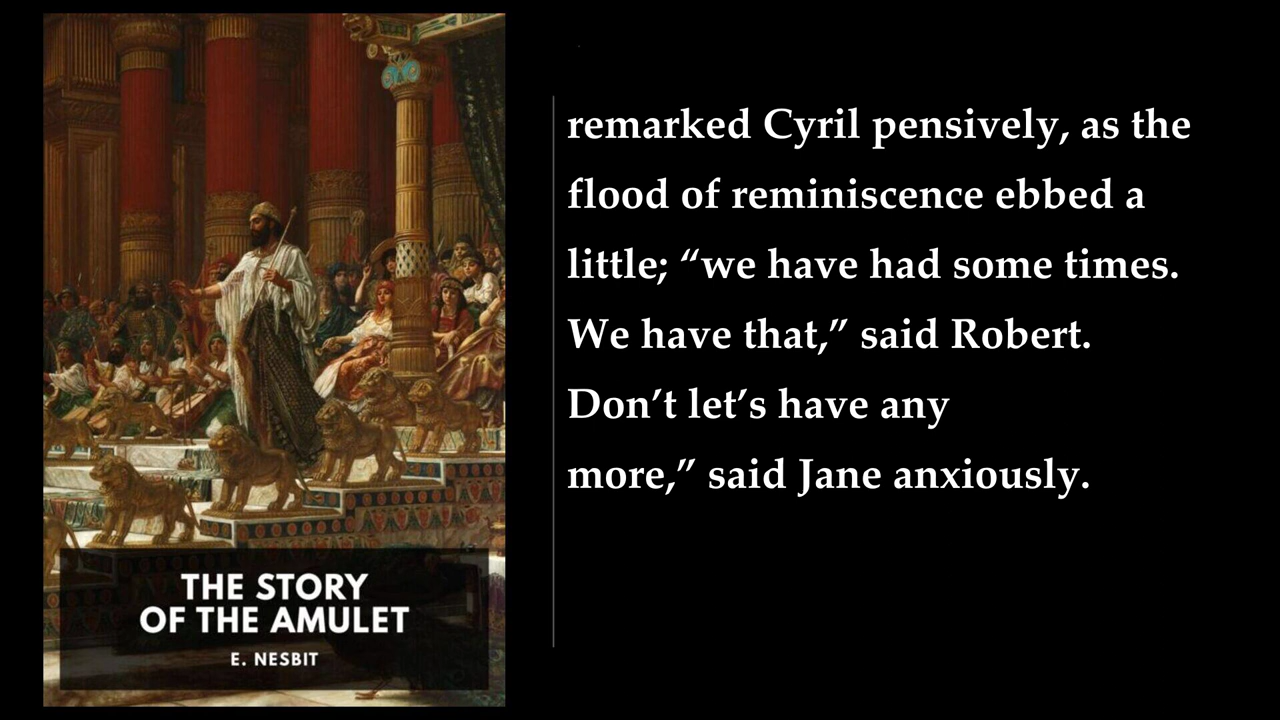 THE STORY
OF THE AMULET
E. NESBIT
remarked Cyril pensively, as the
flood of reminiscence ebbed a
little; “we have had some times.
We have that,” said Robert.
Don’t let’s have any
more,” said Jane anxiously.